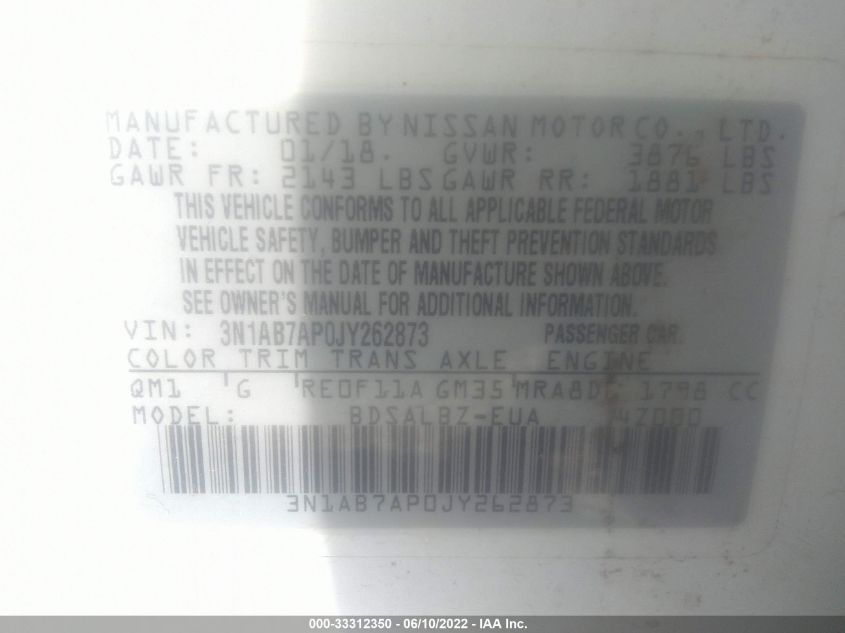 MANUFACTURED BY NISSAN MOTOR CO., LTD.
DATE: 01/18. GVWR: 3876 LBS
GAWR FR: 2143 LBS GAWR RR: 1881 LBS
THIS VEHICLE CONFORMS TO ALL APPLICABLE FEDERAL MOTOR
VEHICLE SAFETY, BUMPER AND THEFT PREVENTION STANDARDS
IN EFFECT ON THE DATE OF MANUFACTURE SHOWN ABOVE.
SEE OWNER'S MANUAL FOR ADDITIONAL INFORMATION.
VIN: 3N1AB7AP0JY262873 PASSENGER CAR.
COLOR TRIM TRANS AXLE ENGINE
QM1 G RE0F11A GM35 MRA8DE 1798 CC
MODEL: BDSALBZ-EUA 4Z000
3N1AB7AP0JY262873
000-33312350 - 06/10/2022 - IAA Inc.